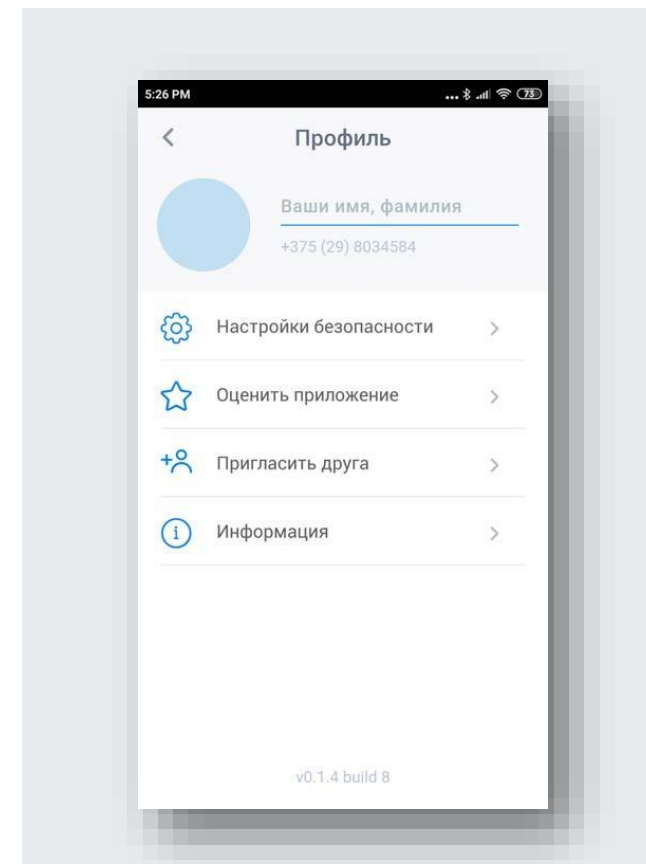 5:26 PM
73
Профиль
Ваши имя, фамилия
+375 (29) 8034584
Настройки безопасности
Оценить приложение
Пригласить друга
Информация
v0.1.4 build 8